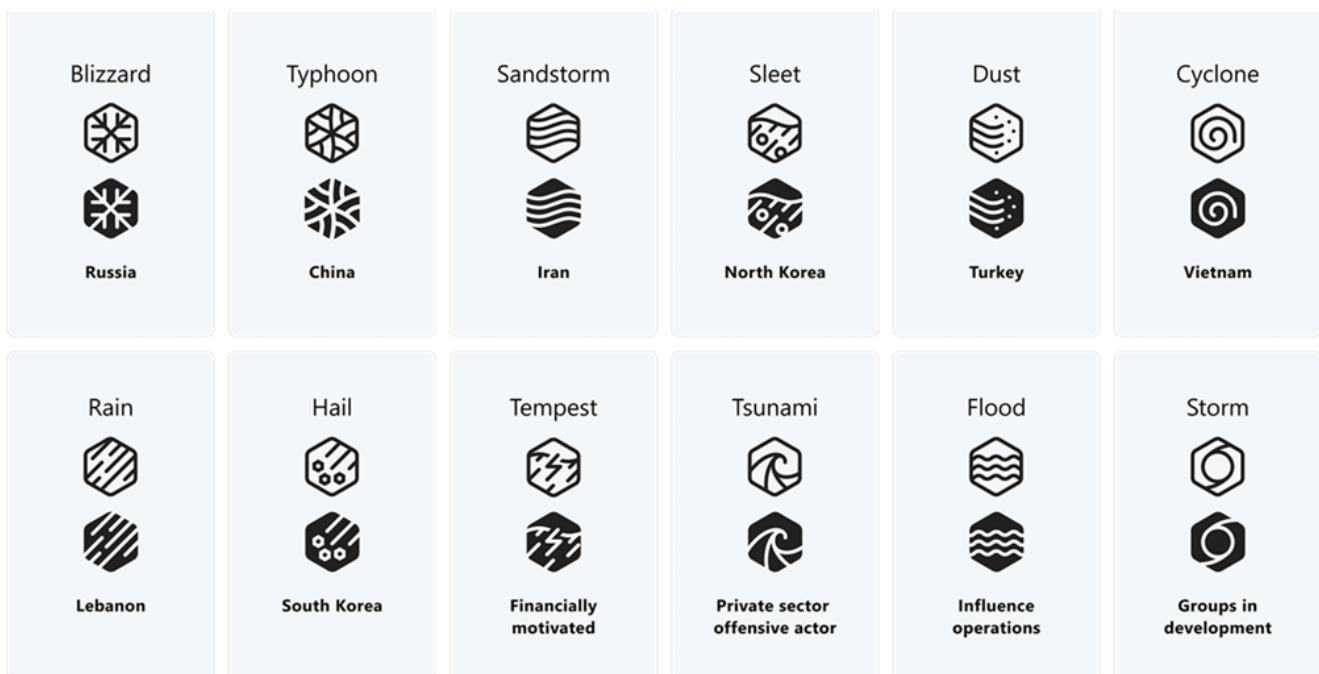 Blizzard
Typhoon
Sandstorm
Sleet
Dust
Cyclone
Russia
China
Iran
North Korea
Turkey
Vietnam
Rain
Hail
Tempest
Tsunami
Flood
Storm
Lebanon
South Korea
Financially
motivated
Private sector
offensive actor
Influence
operations
Groups in
development